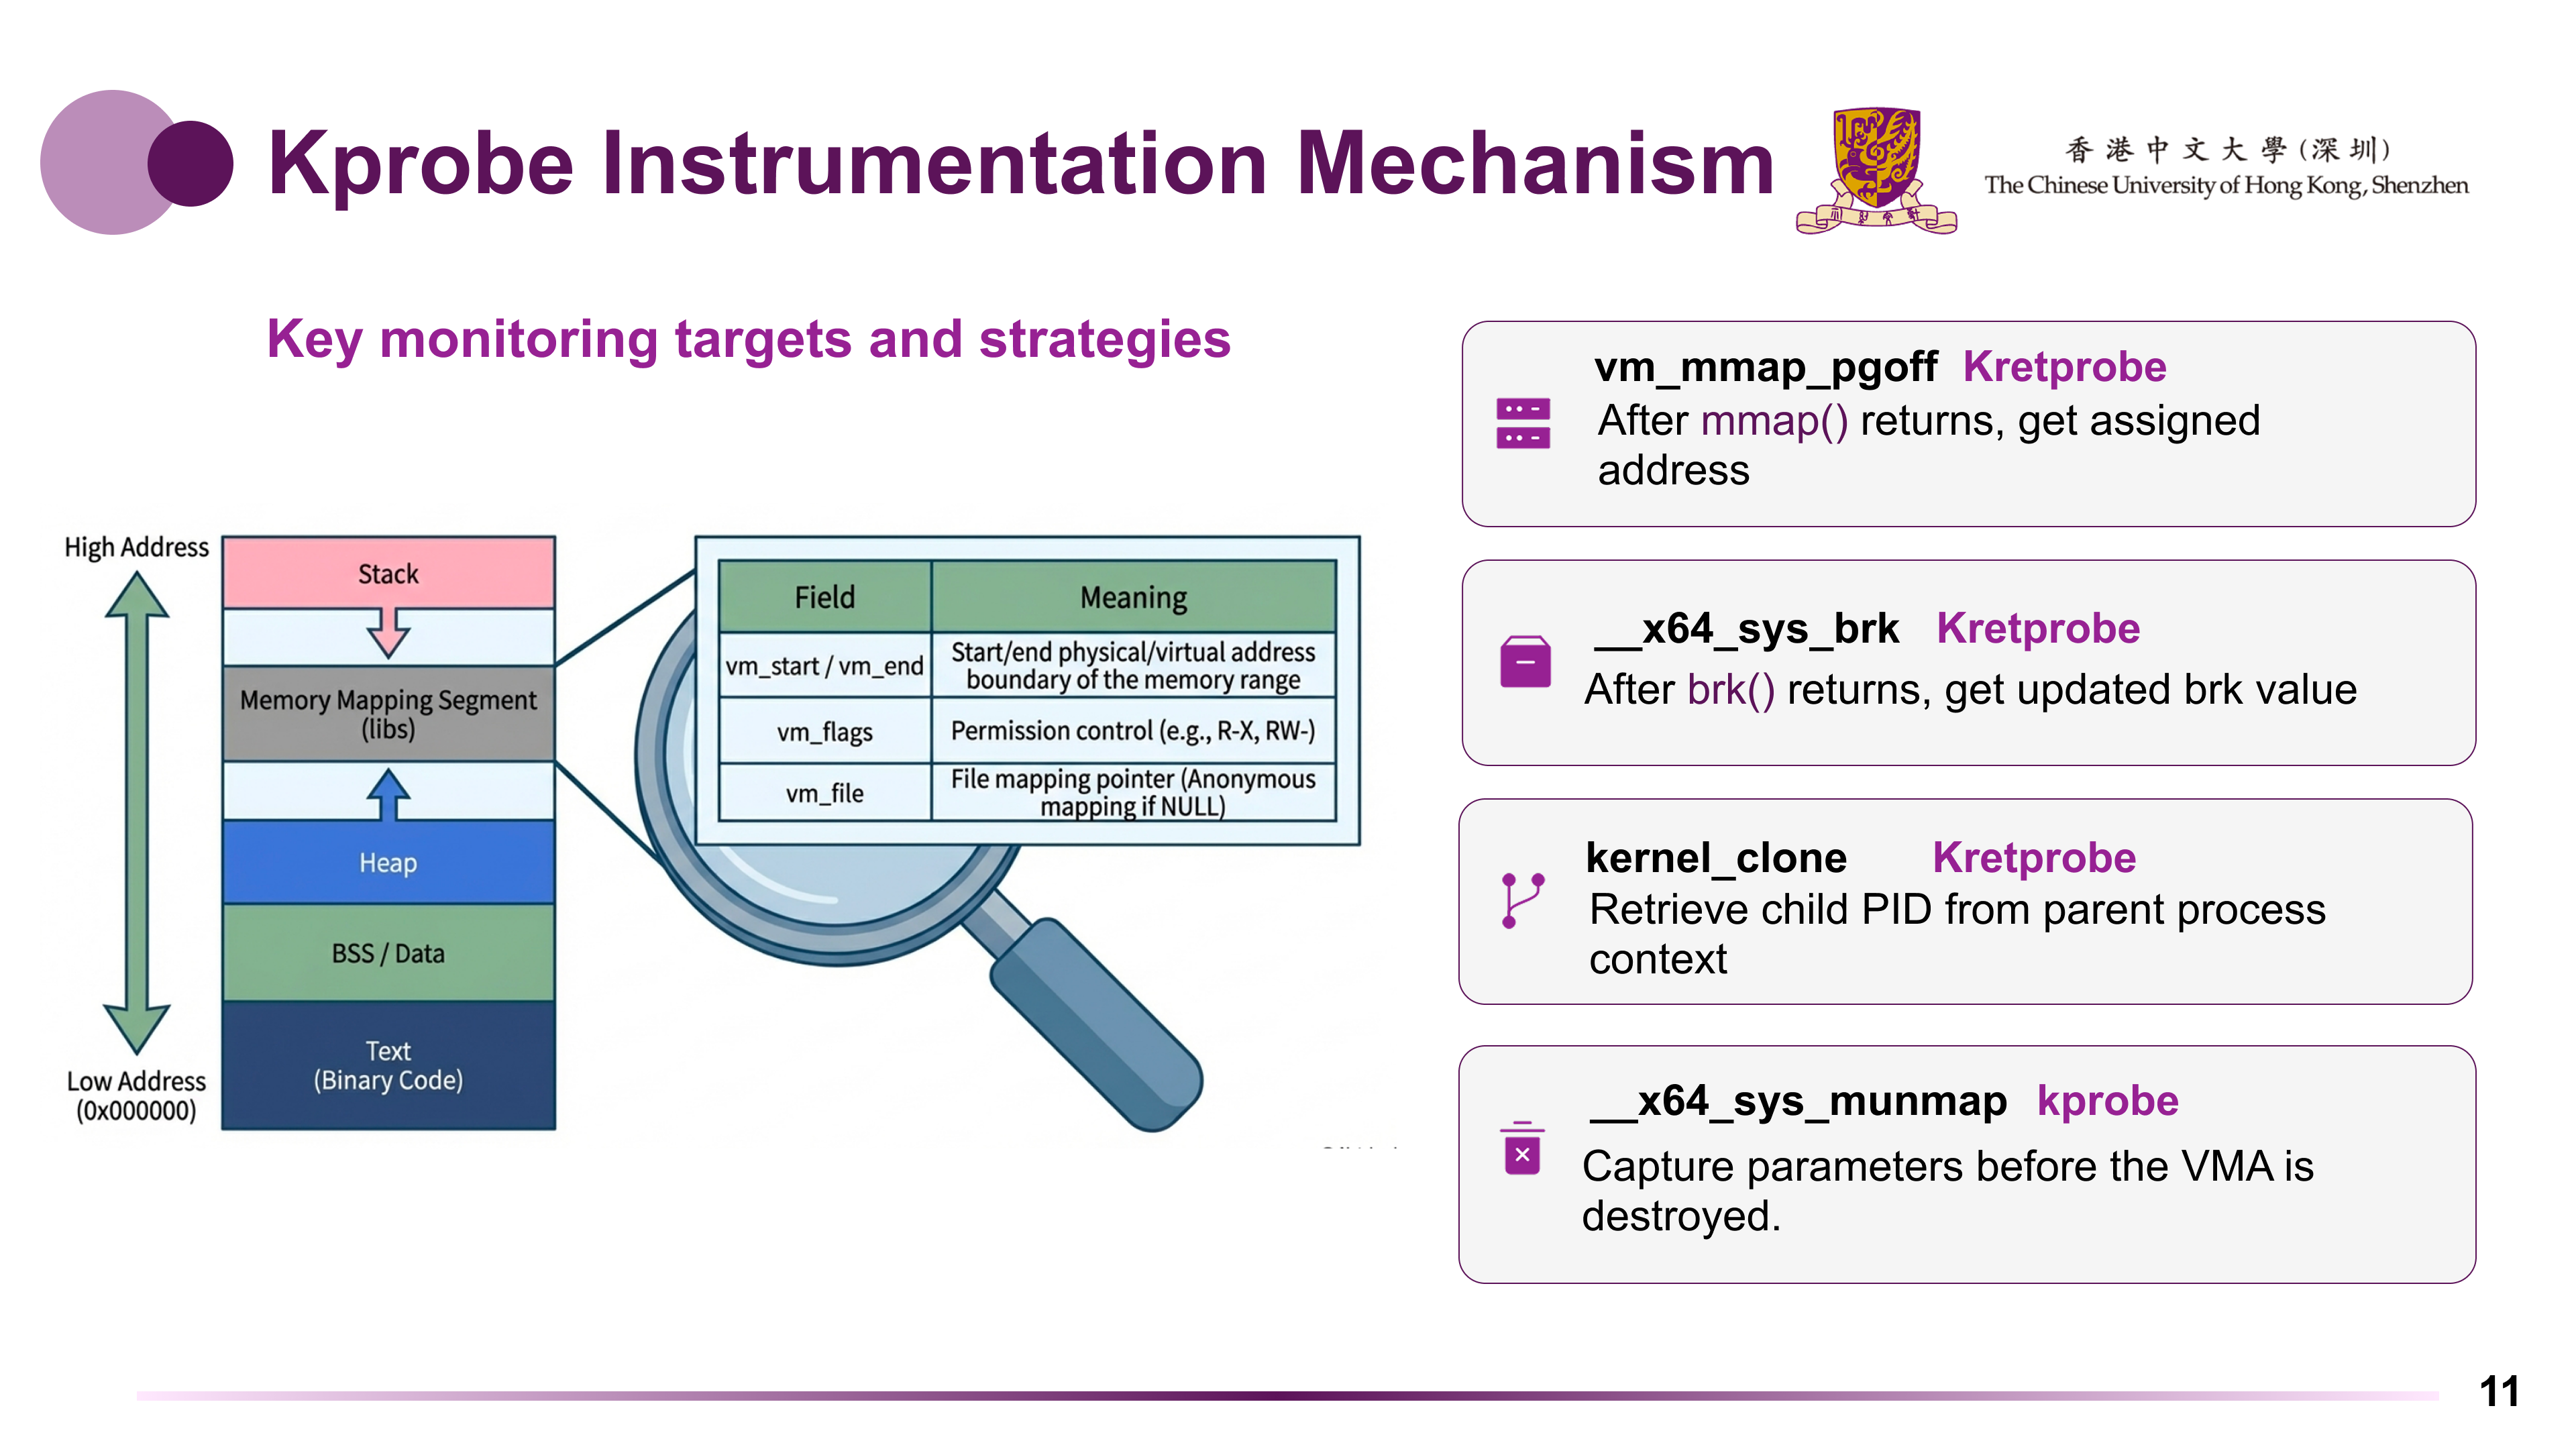 Kprobe Instrumentation Mechanism
香港中文大學(深圳)
The Chinese University of Hong Kong, Shenzhen
Key monitoring targets and strategies
High Address
Low Address
(0x000000)
Stack
Memory Mapping Segment
(libs)
Heap
BSS / Data
Text
(Binary Code)
Field Meaning
vm_start / vm_end Start/end physical/virtual address
boundary of the memory range
vm_flags Permission control (e.g., R-X, RW-)
vm_file File mapping pointer (Anonymous
mapping if NULL)
vm_mmap_pgoff Kretprobe
After mmap() returns, get assigned
address
__x64_sys_brk Kretprobe
After brk() returns, get updated brk value
kernel_clone Kretprobe
Retrieve child PID from parent process
context
__x64_sys_munmap kprobe
Capture parameters before the VMA is
destroyed.
11